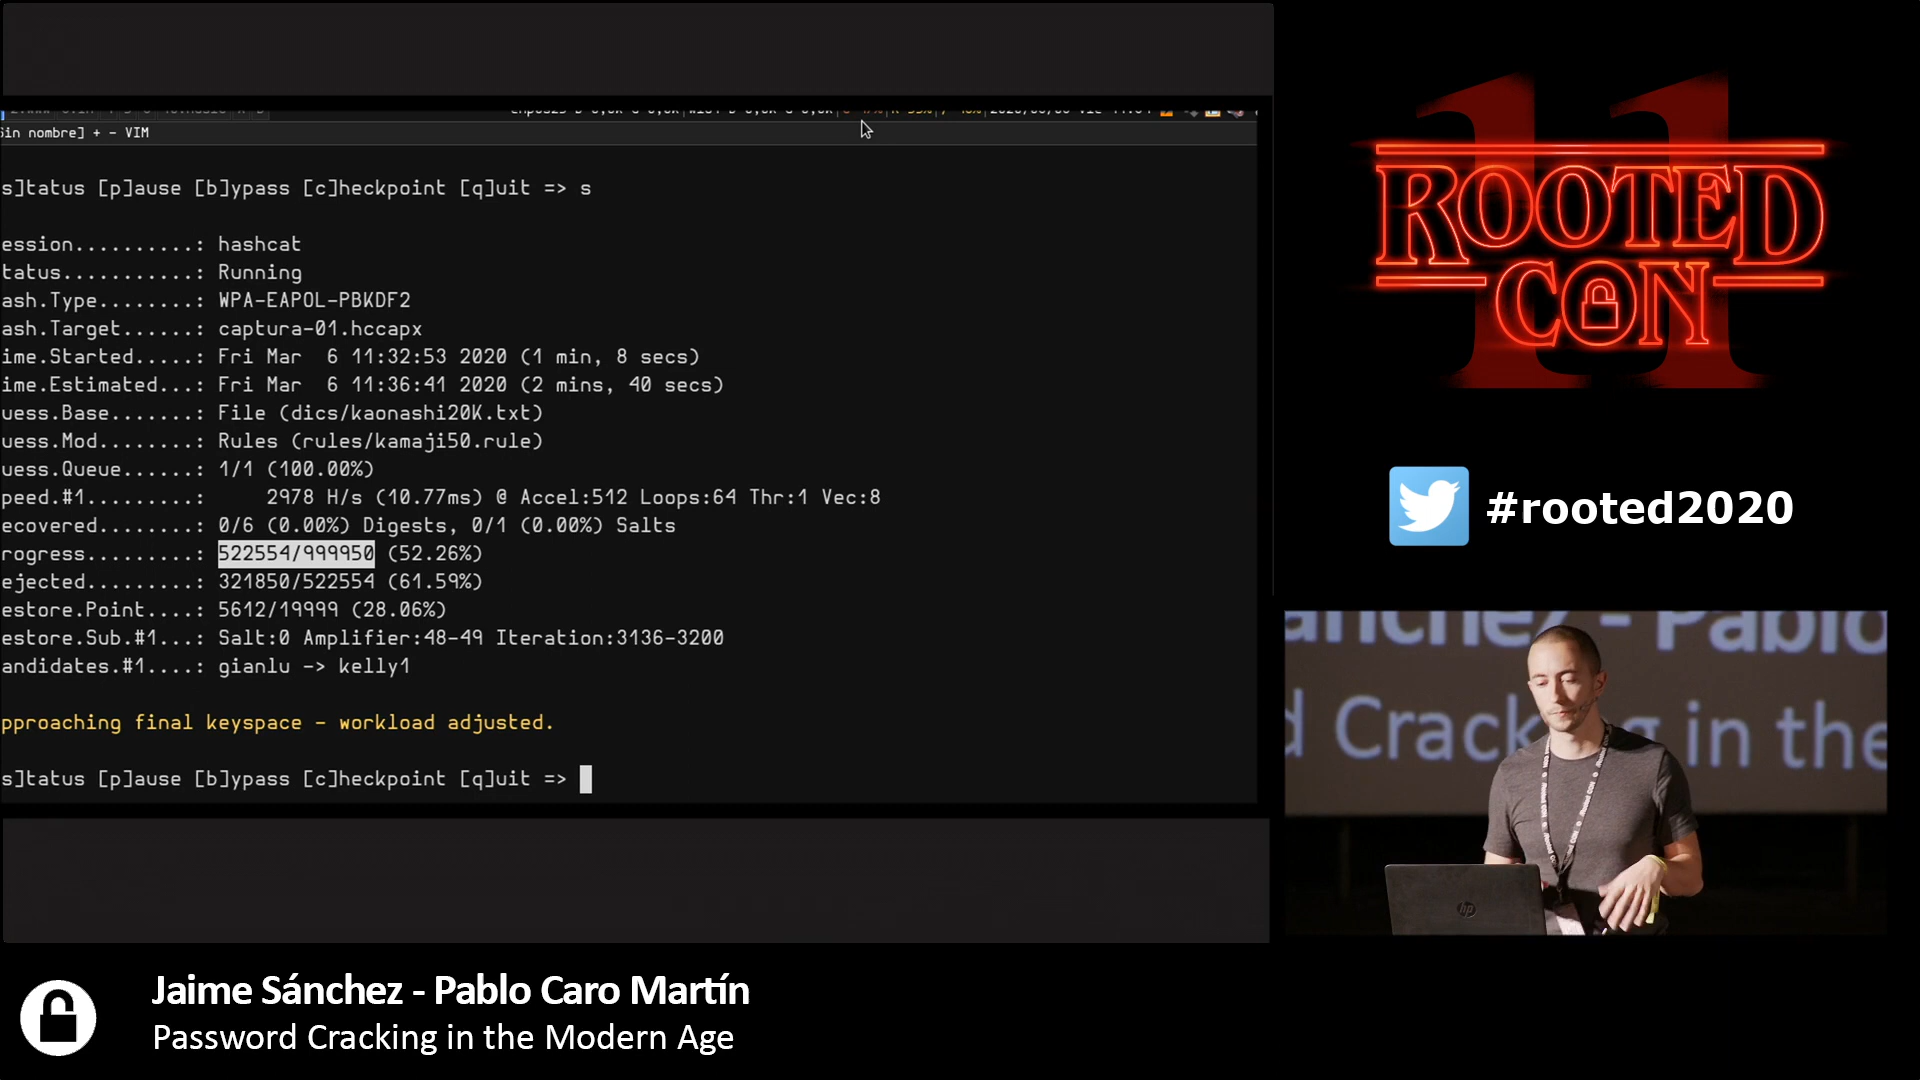 Sin nombre] + - VIM
s]tatus [p]ause [b]ypass [c]heckpoint [q]uit => s
ession..........: hashcat
tatus...........: Running
ash.Type........: WPA-EAPOL-PBKDF2
ash.Target......: captura-01.hccapx
ime.Started.....: Fri Mar  6 11:32:53 2020 (1 min, 8 secs)
ime.Estimated...: Fri Mar  6 11:36:41 2020 (2 mins, 40 secs)
uess.Base.......: File (dics/kaonashi20K.txt)
uess.Mod........: Rules (rules/kamaji50.rule)
uess.Queue......: 1/1 (100.00%)
peed.#1.........:     2978 H/s (10.77ms) @ Accel:512 Loops:64 Thr:1 Vec:8
ecovered........: 0/6 (0.00%) Digests, 0/1 (0.00%) Salts
rogress.........: 522554/999950 (52.26%)
ejected.........: 321850/522554 (61.59%)
estore.Point....: 5612/19999 (28.06%)
estore.Sub.#1...: Salt:0 Amplifier:48-49 Iteration:3136-3200
andidates.#1....: gianlu -> kelly1
pproaching final keyspace - workload adjusted.
s]tatus [p]ause [b]ypass [c]heckpoint [q]uit =>
11
ROOTED
CON
#rooted2020
ánchez - Pablo
d Cracking in the
hp
Jaime Sánchez - Pablo Caro Martín
Password Cracking in the Modern Age